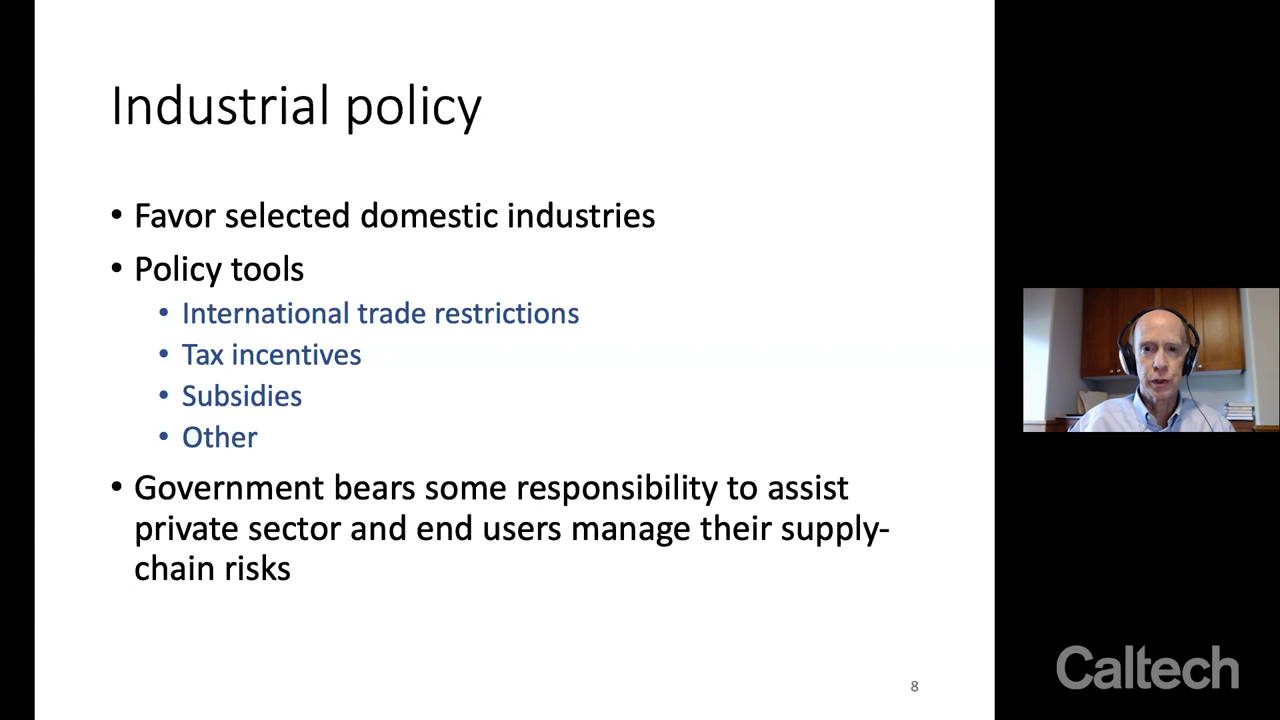 Industrial policy
• Favor selected domestic industries
• Policy tools
• International trade restrictions
• Tax incentives
• Subsidies
• Other
• Government bears some responsibility to assist
private sector and end users manage their supply-
chain risks
8
Caltech